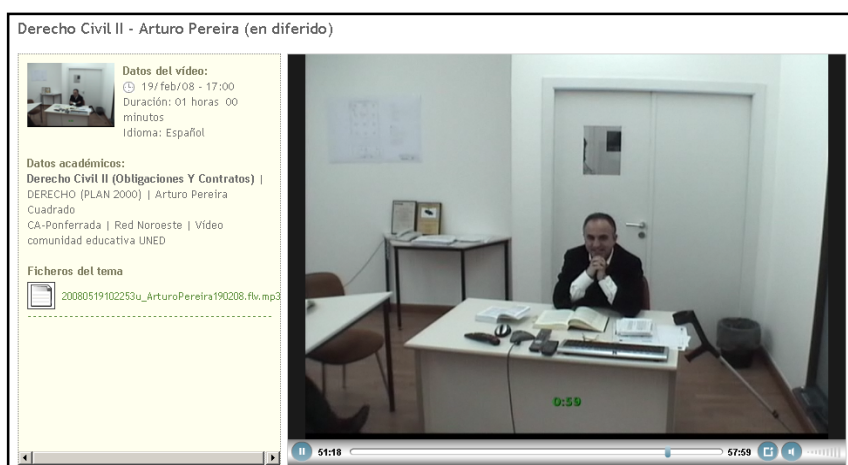 Derecho Civil II - Arturo Pereira (en diferido)
Datos del vídeo:
19/feb/08 - 17:00
Duración: 01 horas 00
minutos
Idioma: Español
Datos académicos:
Derecho Civil II (Obligaciones Y Contratos) |
DERECHO (PLAN 2000) | Arturo Pereira
Cuadrado
CA-Ponferrada | Red Noroeste | Vídeo
comunidad educativa UNED
Ficheros del tema
20080519102253u_ArturoPereira190208.flv.mp3
0:59
51:18
57:59